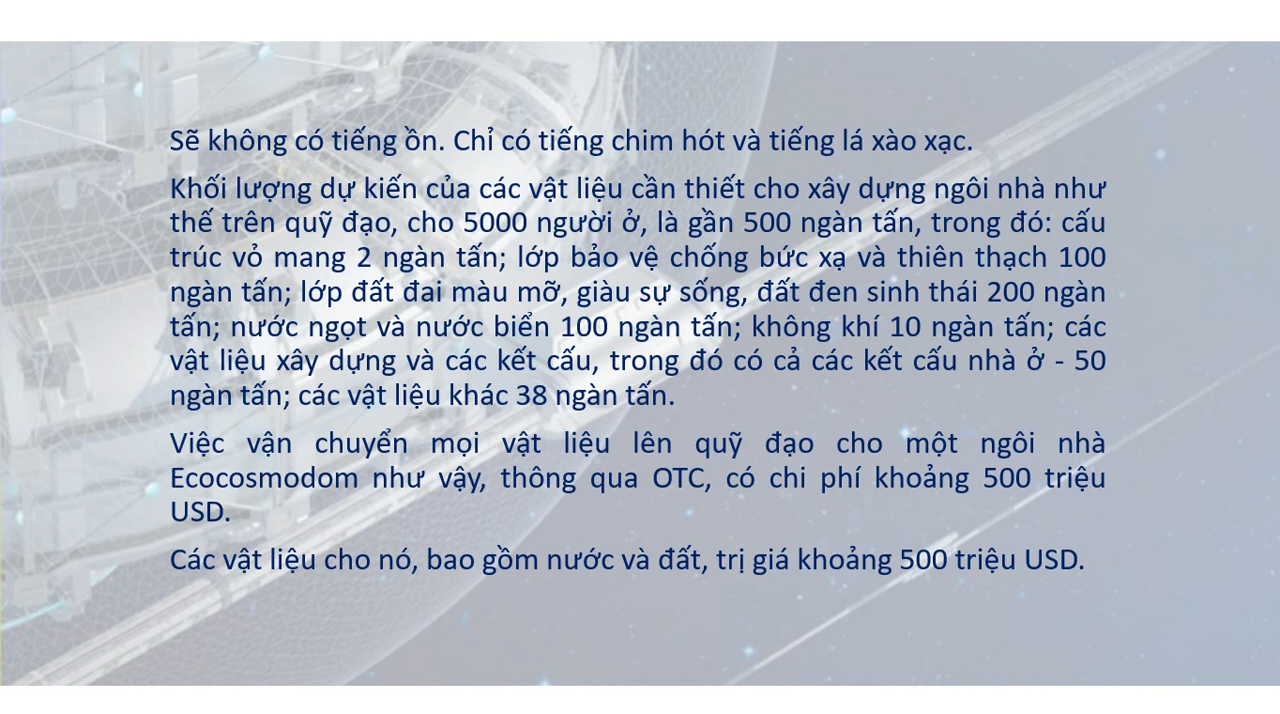 Sẽ không có tiếng ồn. Chỉ có tiếng chim hót và tiếng lá xào xạc.
Khối lượng dự kiến của các vật liệu cần thiết cho xây dựng ngôi nhà như
thế trên quỹ đạo, cho 5000 người ở, là gần 500 ngàn tấn, trong đó: cấu
trúc vỏ mang 2 ngàn tấn; lớp bảo vệ chống bức xạ và thiên thạch 100
ngàn tấn; lớp đất đai màu mỡ, giàu sự sống, đất đen sinh thái 200 ngàn
tấn; nước ngọt và nước biển 100 ngàn tấn; không khí 10 ngàn tấn; các
vật liệu xây dựng và các kết cấu, trong đó có cả các kết cấu nhà ở - 50
ngàn tấn; các vật liệu khác 38 ngàn tấn.
Việc vận chuyển mọi vật liệu lên quỹ đạo cho một ngôi nhà
Ecocosmodom như vậy, thông qua OTC, có chi phí khoảng 500 triệu
USD.
Các vật liệu cho nó, bao gồm nước và đất, trị giá khoảng 500 triệu USD.